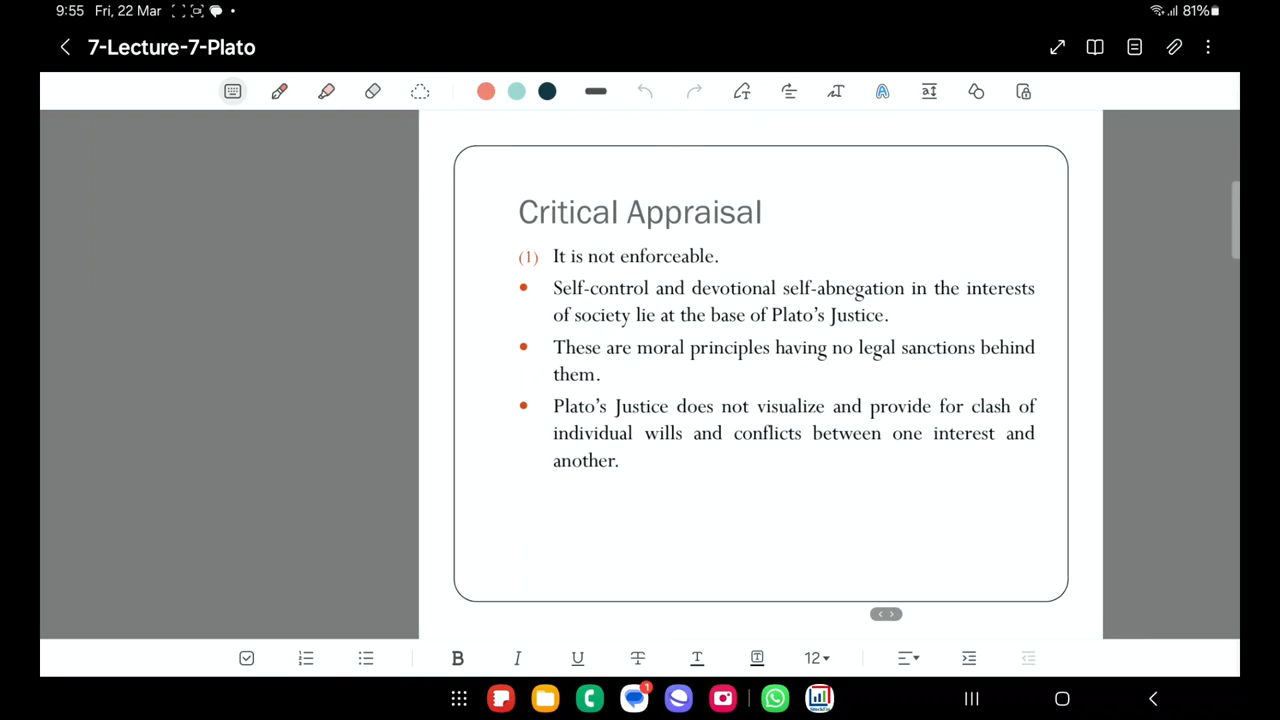 9:55 Fri, 22 Mar
81%
7-Lecture-7-Plato
Critical Appraisal
(1) It is not enforceable.
• Self-control and devotional self-abnegation in the interests
of society lie at the base of Plato's Justice.
• These are moral principles having no legal sanctions behind
them.
• Plato's Justice does not visualize and provide for clash of
individual wills and conflicts between one interest and
another.
B I U T T T 12
1